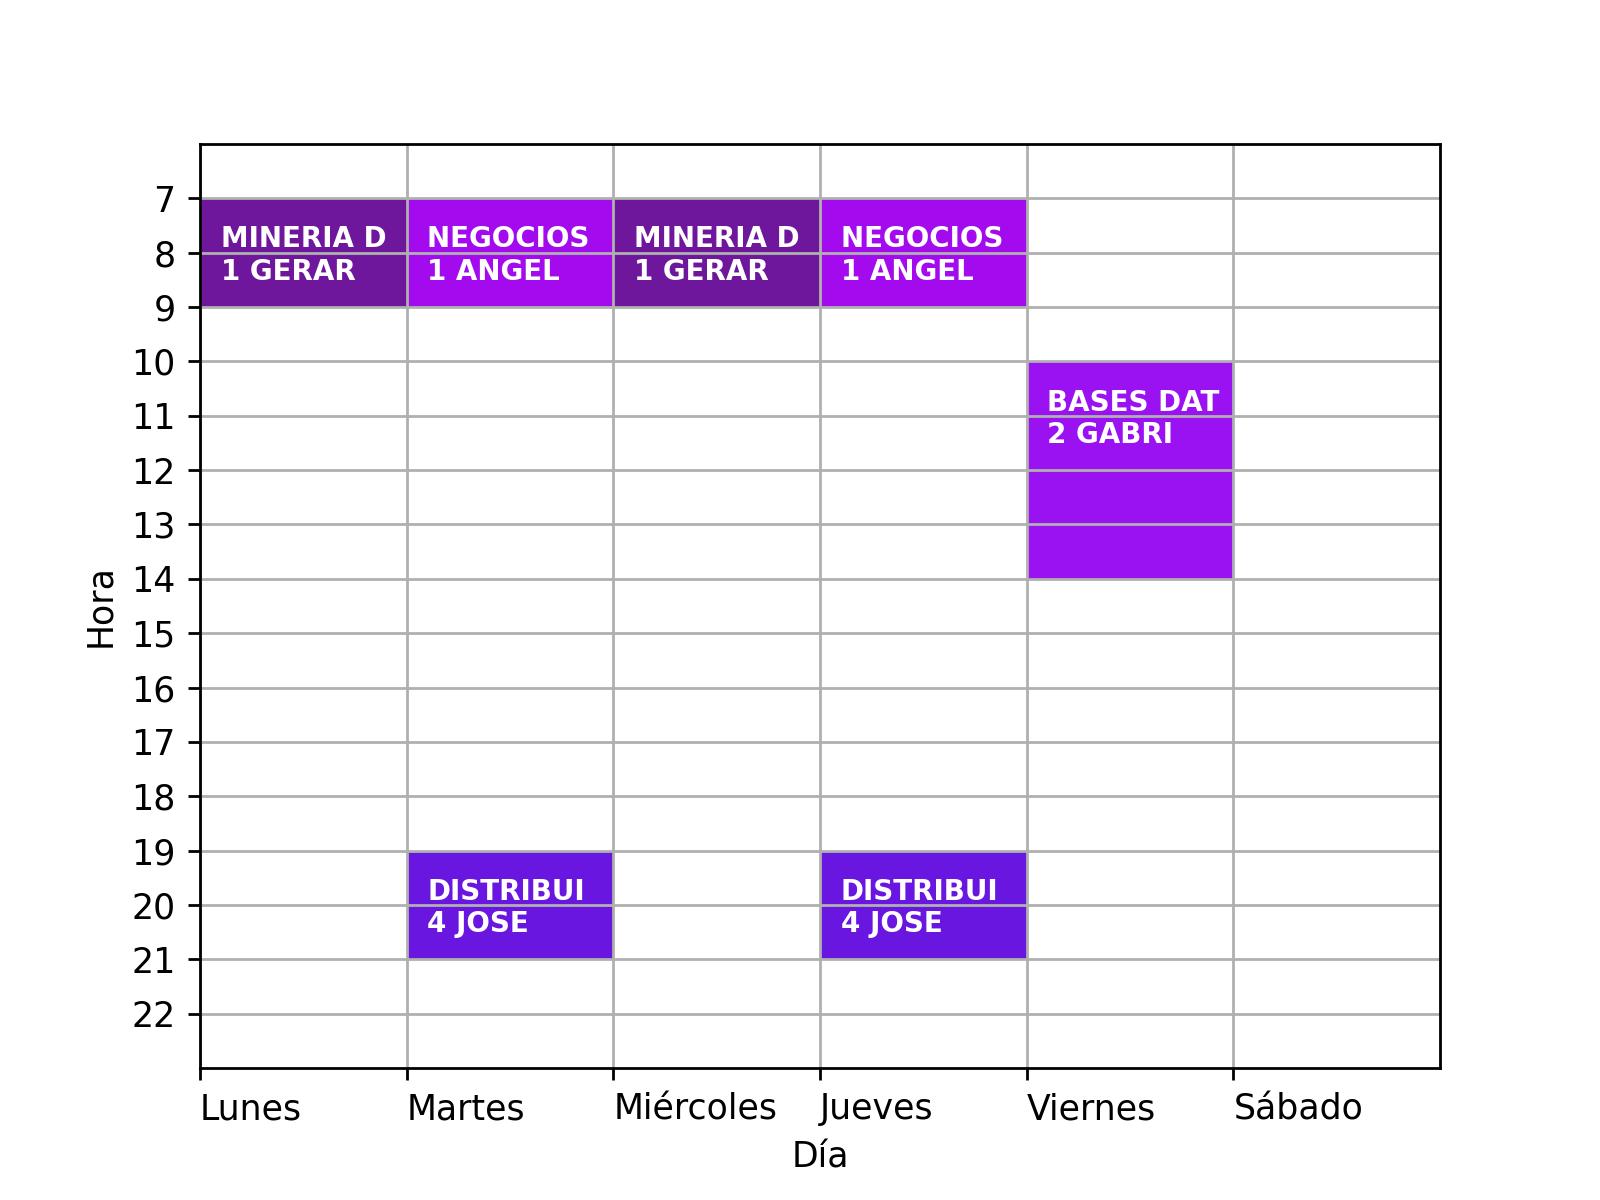 7
MINERIA D
1 GERAR
NEGOCIOS
1 ANGEL
MINERIA D
1 GERAR
NEGOCIOS
1 ANGEL
8
9
10
BASES DAT
2 GABRI
11
12
13
14
15
16
17
18
19
DISTRIBUI
4 JOSE
DISTRIBUI
4 JOSE
20
21
22
Hora
Lunes Martes Miércoles Jueves Viernes Sábado
Día